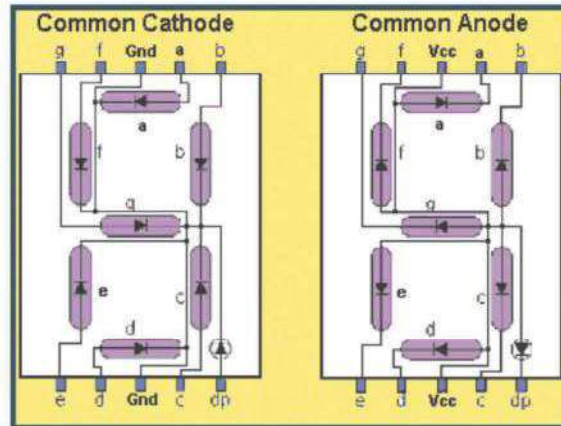 Common Cathode Common Anode
g f Gnd a b g f Vcc a b
a a
f b f b
g g
e c e c
d d
e d Gnd c dp e d Vcc c dp